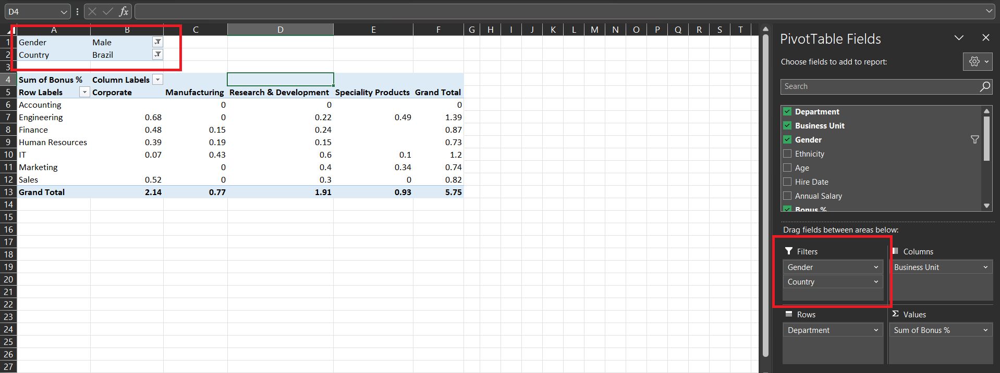 D4 fx
A B C D E F G H I J K L M N O P Q R S T
1 Gender Male
2 Country Brazil
3
4 Sum of Bonus % Column Labels
5 Row Labels Corporate Manufacturing Research & Development Speciality Products Grand Total
6 Accounting 0 0 0
7 Engineering 0.68 0 0.22 0.49 1.39
8 Finance 0.48 0.15 0.24 0.87
9 Human Resources 0.39 0.19 0.15 0.73
10 IT 0.07 0.43 0.6 0.1 1.2
11 Marketing 0 0.4 0.34 0.74
12 Sales 0.52 0 0.3 0 0.82
13 Grand Total 2.14 0.77 1.91 0.93 5.75
14
15
16
17
18
19
20
21
22
23
24
25
26
27
PivotTable Fields
Choose fields to add to report:
Search
Department
Business Unit
Gender
Ethnicity
Age
Hire Date
Annual Salary
Bonus %
Drag fields between areas below:
Filters
Gender
Country
Columns
Business Unit
Rows
Department
Σ Values
Sum of Bonus %